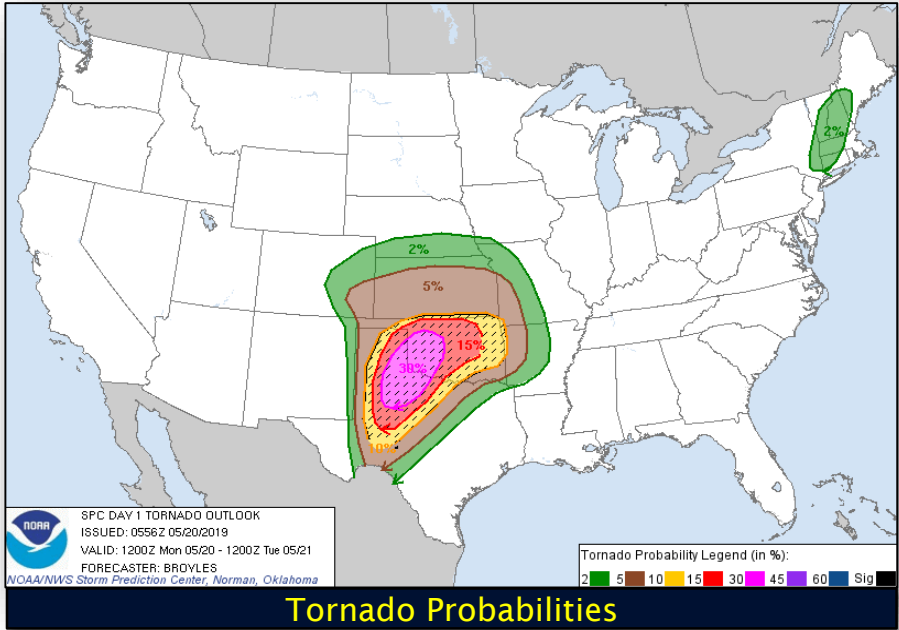 2%
2%
5%
15%
30%
10%
NOAA
SPC DAY 1 TORNADO OUTLOOK
ISSUED: 0556Z 05/20/2019
VALID: 1200Z Mon 05/20 - 1200Z Tue 05/21
FORECASTER: BROYLES
NOAA/NWS Storm Prediction Center, Norman, Oklahoma
Tornado Probability Legend (in %):
2 5 10 15 30 45 60 Sig
Tornado Probabilities